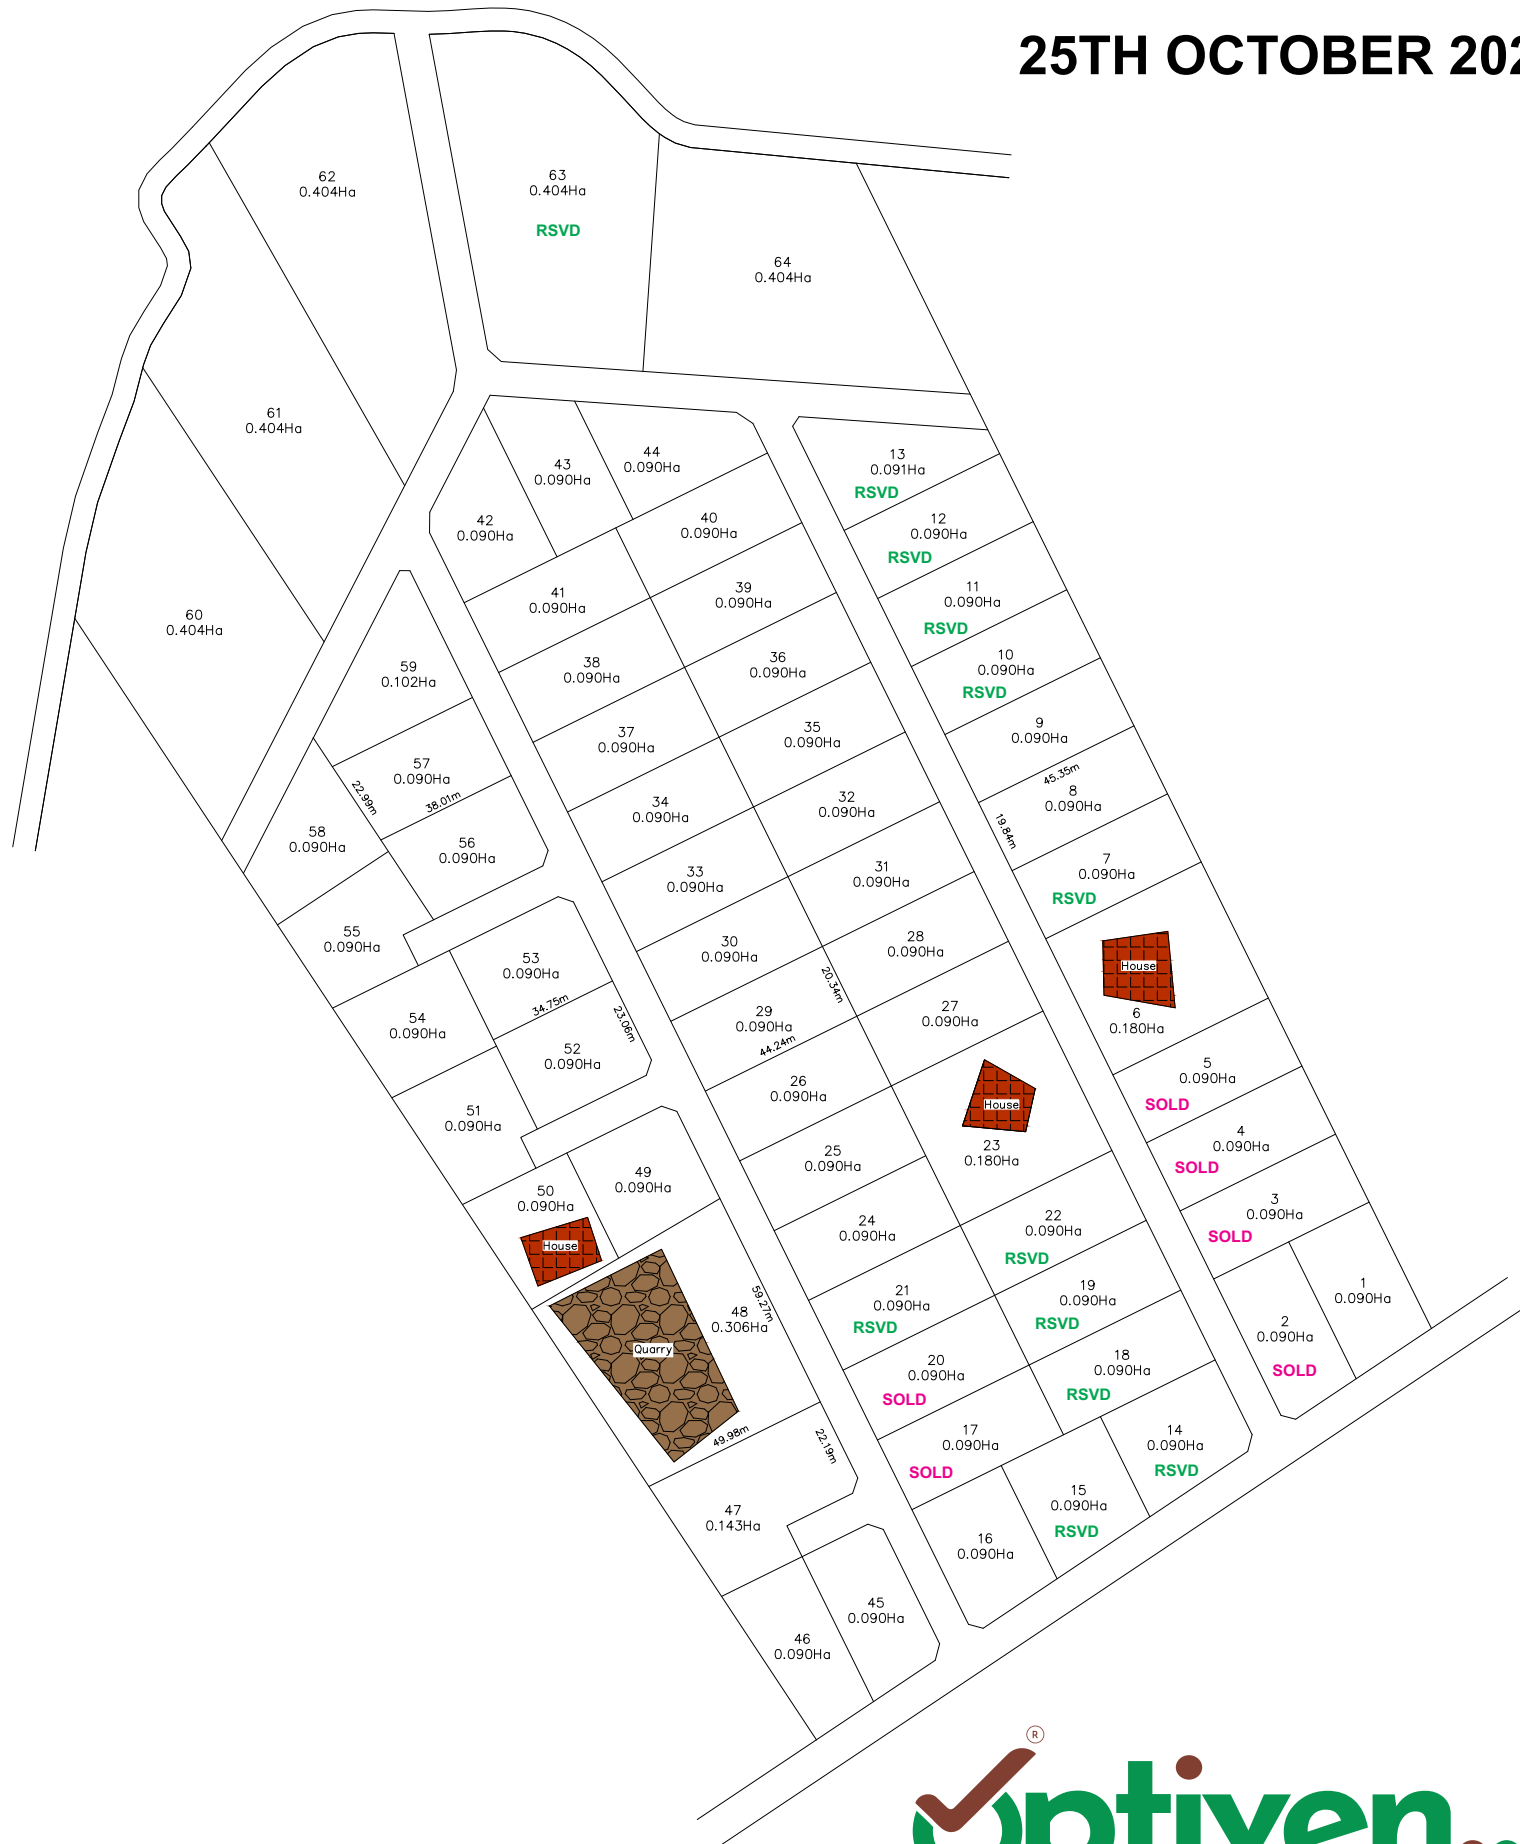 25TH OCTOBER 202
62
0.404Ha
63
0.404Ha
RSVD
64
0.404Ha
61
0.404Ha
60
0.404Ha
44
0.090Ha
43
0.090Ha
42
0.090Ha
13
0.091Ha
RSVD
12
0.090Ha
RSVD
11
0.090Ha
RSVD
10
0.090Ha
RSVD
9
0.090Ha
45.35m
8
0.090Ha
19.84m
7
0.090Ha
RSVD
House
6
0.180Ha
5
0.090Ha
SOLD
4
0.090Ha
SOLD
3
0.090Ha
SOLD
1
0.090Ha
2
0.090Ha
SOLD
40
0.090Ha
41
0.090Ha
39
0.090Ha
38
0.090Ha
36
0.090Ha
37
0.090Ha
35
0.090Ha
34
0.090Ha
32
0.090Ha
33
0.090Ha
31
0.090Ha
30
0.090Ha
28
0.090Ha
20.34m
29
0.090Ha
44.24m
27
0.090Ha
26
0.090Ha
House
23
0.180Ha
25
0.090Ha
24
0.090Ha
22
0.090Ha
RSVD
21
0.090Ha
RSVD
19
0.090Ha
RSVD
20
0.090Ha
SOLD
18
0.090Ha
RSVD
17
0.090Ha
SOLD
14
0.090Ha
RSVD
15
0.090Ha
RSVD
16
0.090Ha
59
0.102Ha
57
0.090Ha
22.99m
38.01m
58
0.090Ha
56
0.090Ha
55
0.090Ha
53
0.090Ha
34.75m
23.06m
54
0.090Ha
52
0.090Ha
51
0.090Ha
49
0.090Ha
50
0.090Ha
House
59.27m
48
0.306Ha
Quarry
49.98m
22.19m
47
0.143Ha
45
0.090Ha
46
0.090Ha
®
Optiven